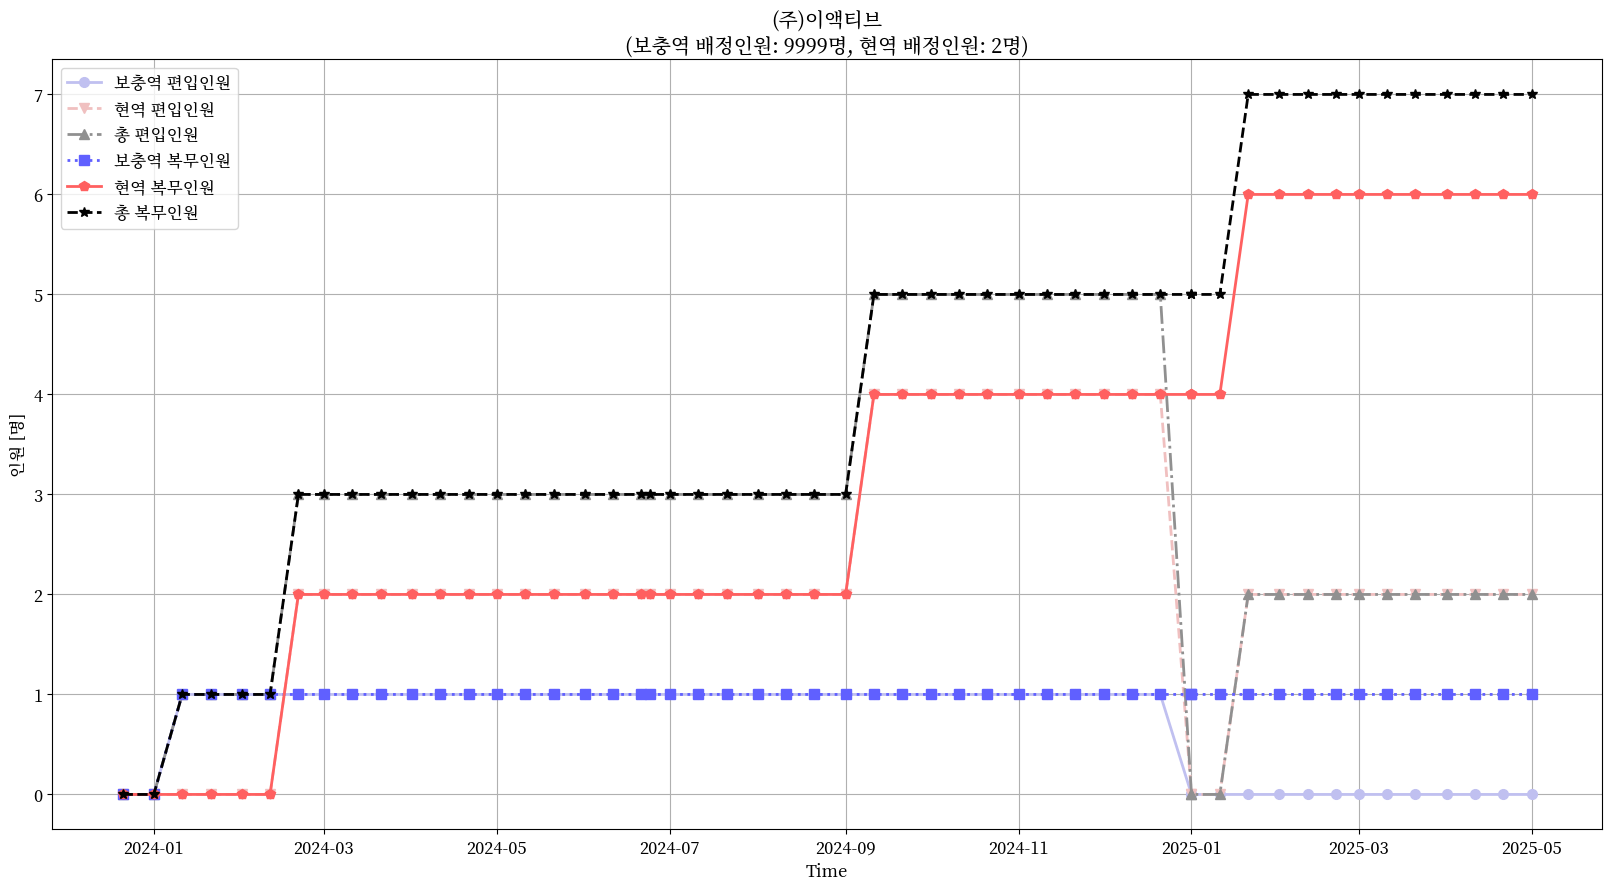 (주)이액티브
(보충역 배정인원: 9999명, 현역 배정인원: 2명)
보충역 편입인원
현역 편입인원
총 편입인원
보충역 복무인원
현역 복무인원
총 복무인원
7
6
5
4
3
2
1
0
인원 [명]
2024-01 2024-03 2024-05 2024-07 2024-09 2024-11 2025-01 2025-03 2025-05
Time